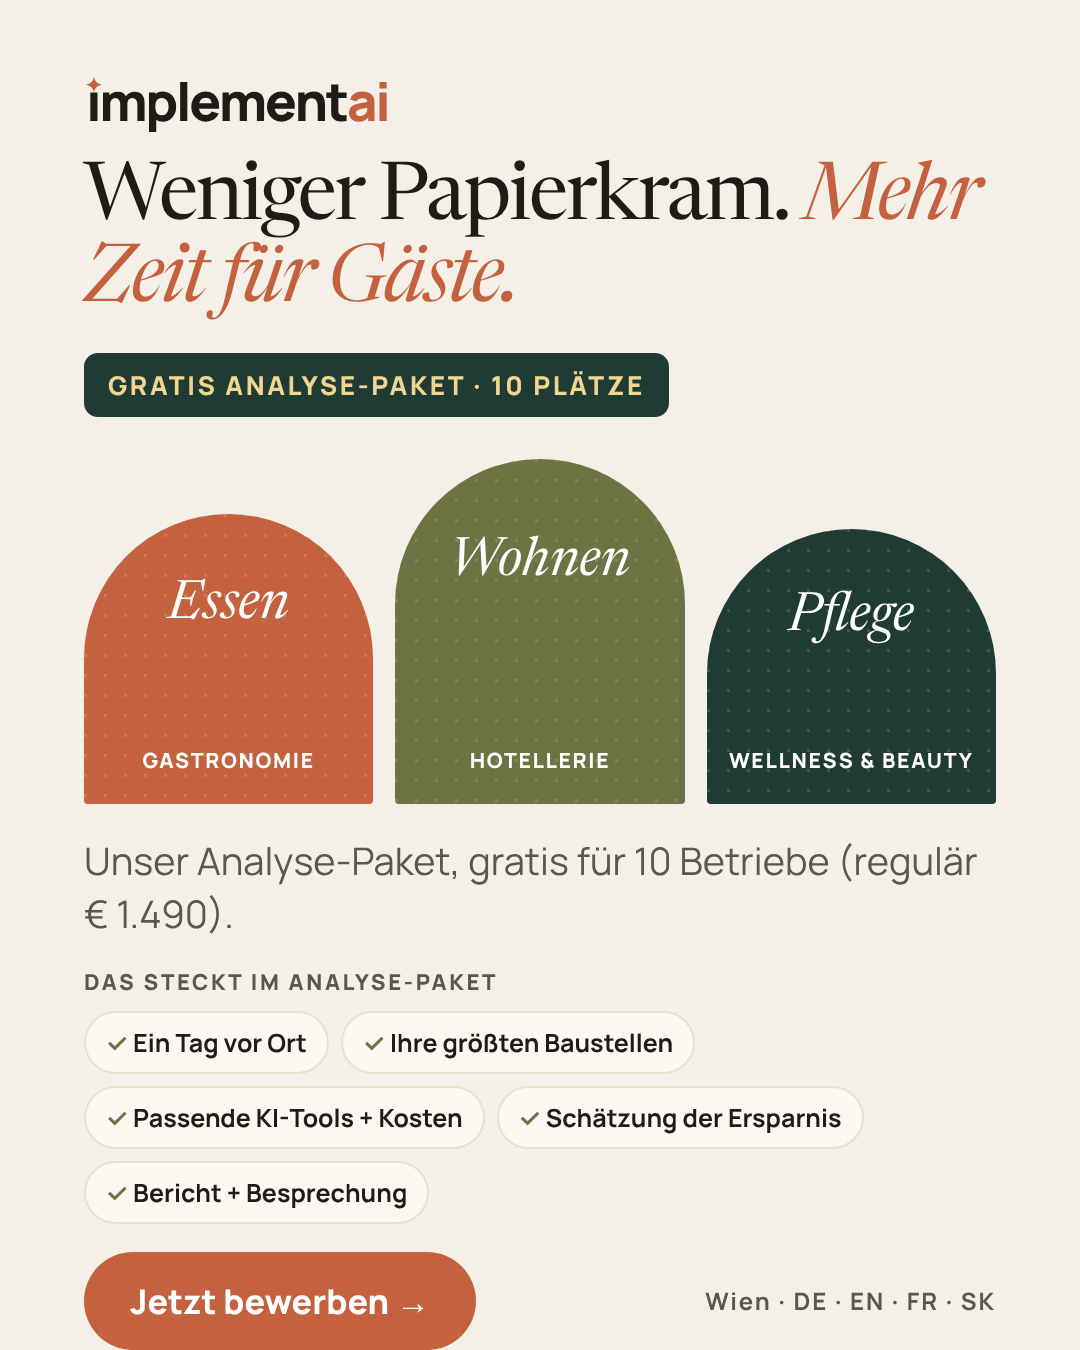 implementai
Weniger Papierkram. Mehr
Zeit für Gäste.
GRATIS ANALYSE-PAKET · 10 PLÄTZE
Essen
Wohnen
Pflege
GASTRONOMIE
HOTELLERIE
WELLNESS & BEAUTY
Unser Analyse-Paket, gratis für 10 Betriebe (regulär
€ 1.490).
DAS STECKT IM ANALYSE-PAKET
✓ Ein Tag vor Ort
✓ Ihre größten Baustellen
✓ Passende KI-Tools + Kosten
✓ Schätzung der Ersparnis
✓ Bericht + Besprechung
Jetzt bewerben →
Wien · DE · EN · FR · SK